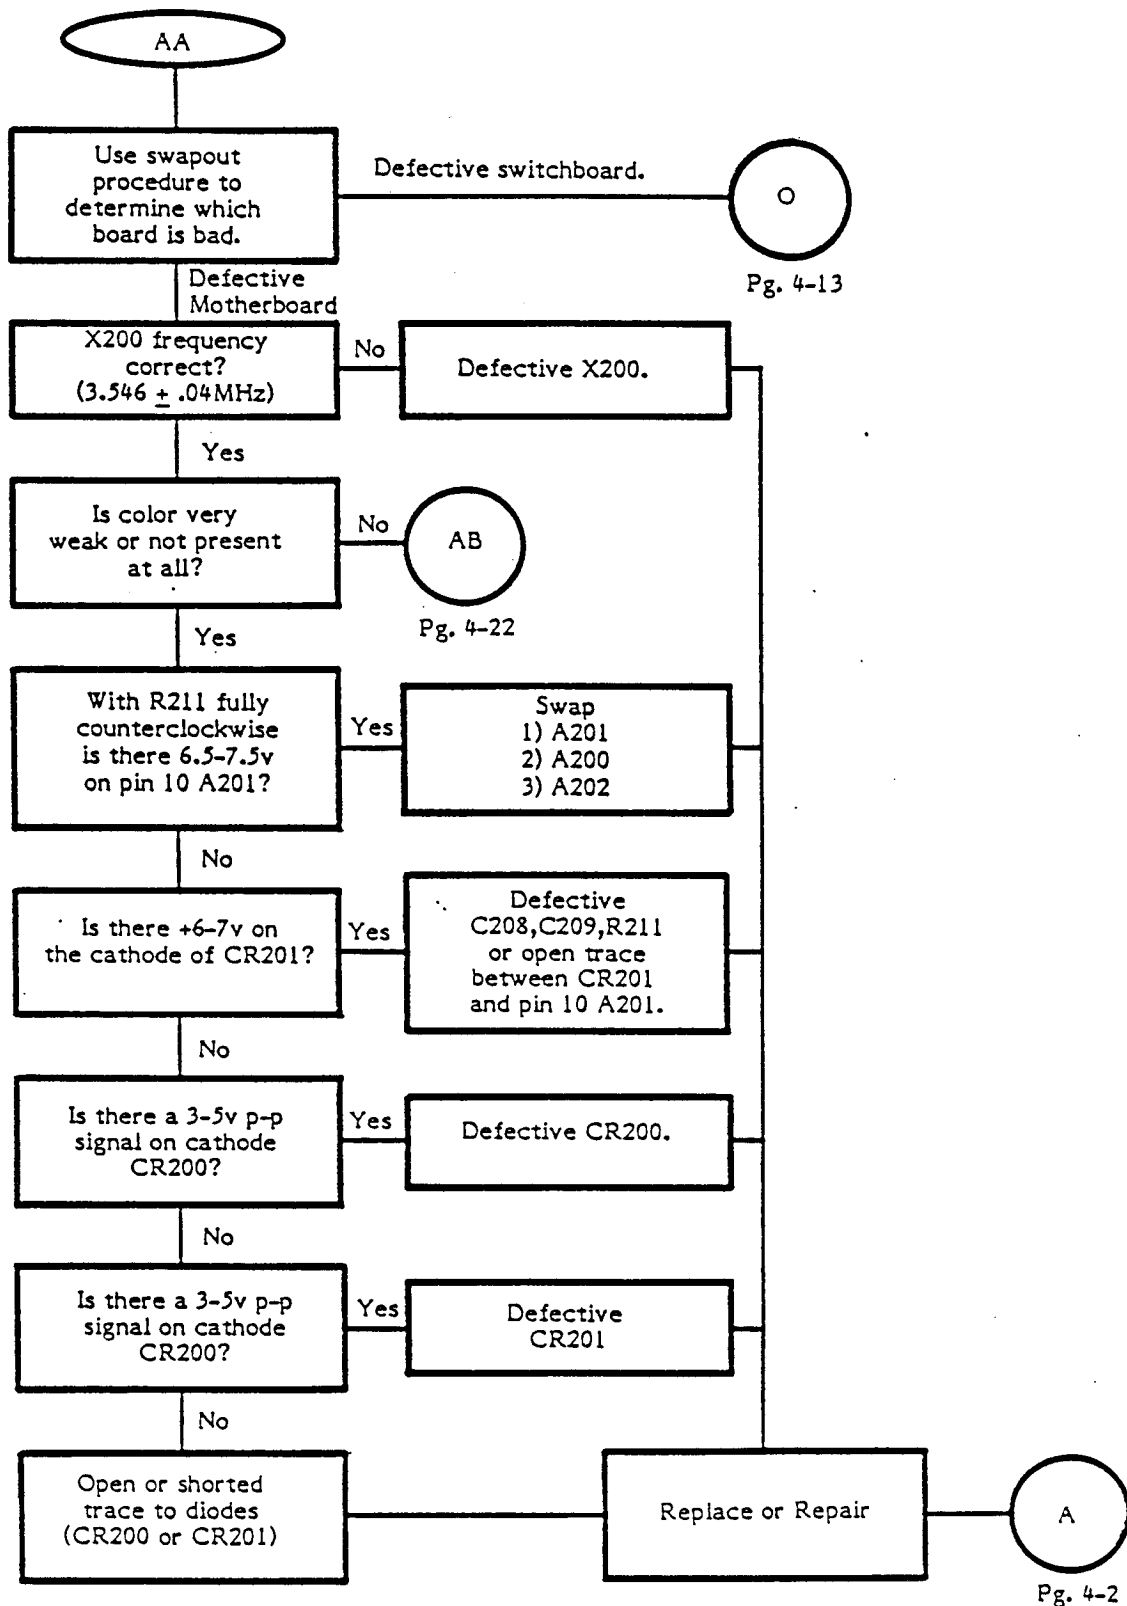 AA
Use swapout
procedure to
determine which
board is bad.
Defective switchboard.
O
Pg. 4-13
Defective
Motherboard
X200 frequency
correct?
(3.546 ± .04MHz)
No
Defective X200.
Yes
Is color very
weak or not present
at all?
No
AB
Pg. 4-22
Yes
With R211 fully
counterclockwise
is there 6.5-7.5v
on pin 10 A201?
Yes
Swap
1) A201
2) A200
3) A202
No
Is there +6-7v on
the cathode of CR201?
Yes
Defective
C208,C209,R211
or open trace
between CR201
and pin 10 A201.
No
Is there a 3-5v p-p
signal on cathode
CR200?
Yes
Defective CR200.
No
Is there a 3-5v p-p
signal on cathode
CR200?
Yes
Defective
CR201
No
Open or shorted
trace to diodes
(CR200 or CR201)
Replace or Repair
A
Pg. 4-2